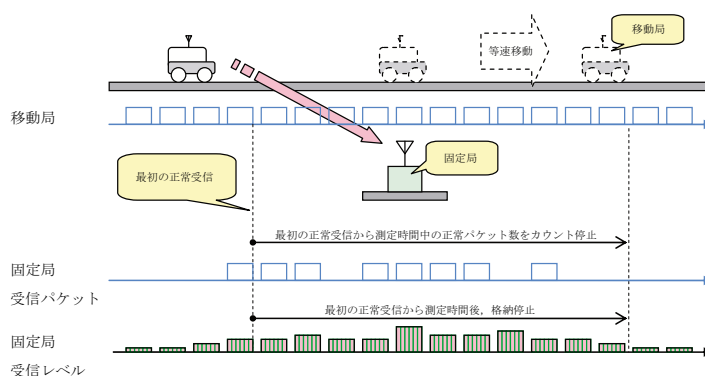 移動局
等速移動
移動局
固定局
最初の正常受信
最初の正常受信から測定時間中の正常パケット数をカウント停止
固定局
受信パケット
最初の正常受信から測定時間後，格納停止
固定局
受信レベル